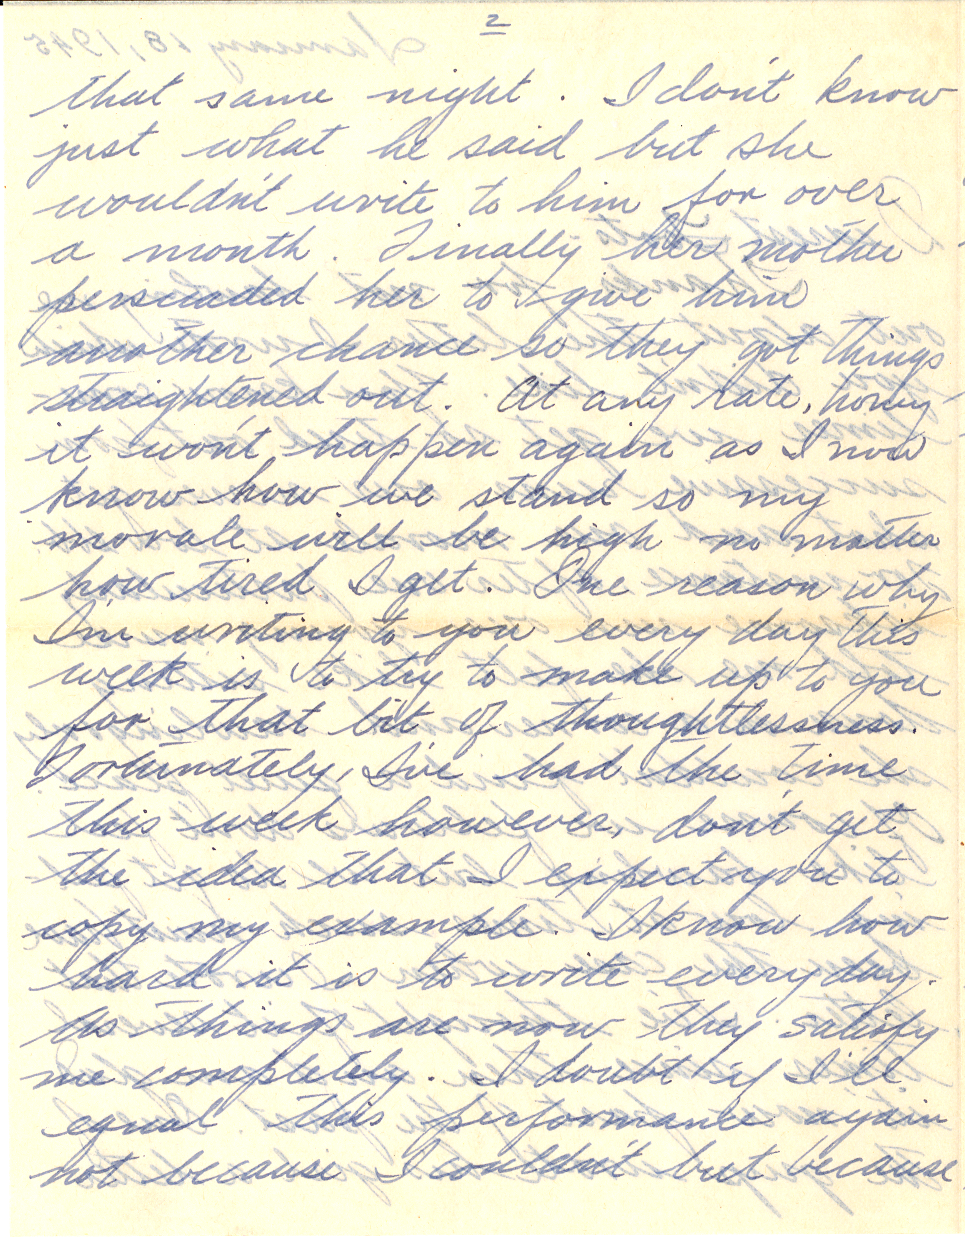 2
that same night. I don't know
just what he said but she
wouldn't write to him for over
a month. Finally her mother
persuaded her to give him
another chance so they got things
straightened out. At any rate, honey
it won't happen again as I now
know how we stand so my
morale will be high no matter
how tired I get. One reason why
I'm writing to you every day this
week is to try to make up to you
for that bit of thoughtlessness.
Fortunately, I've had the time
this week however, don't get
the idea that I expect you to
copy my example. I know how
hard it is to write every day.
As things are now they satisfy
me completely. I doubt if I'll
equal this performance again
not because I couldn't but because
January 18, 1945